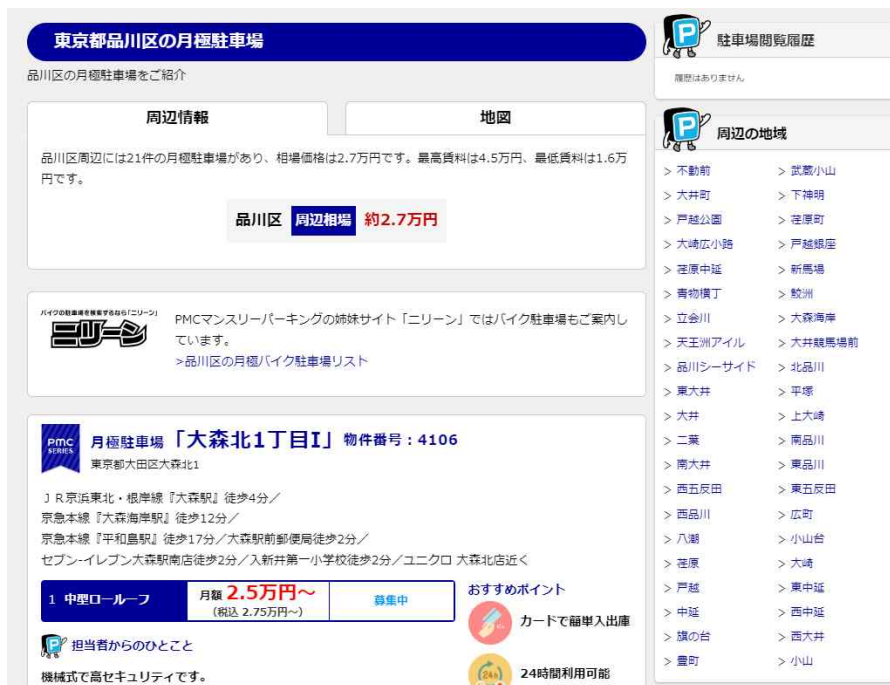 東京都品川区の月極駐車場
品川区の月極駐車場をご紹介
周辺情報
地図
品川区周辺には21件の月極駐車場があり、相場価格は2.7万円です。最高賃料は4.5万円、最低賃料は1.6万
円です。
品川区 周辺相場 約2.7万円
バイクの駐車場を検索するなら「ニリーン」
ニリーン
PMCマンスリーパーキングの姉妹サイト「ニリーン」ではバイク駐車場もご案内し
ています。
>品川区の月極バイク駐車場リスト
PMC
SERIES
月極駐車場「大森北1丁目I」 物件番号：4106
東京都大田区大森北1
ＪＲ京浜東北・根岸線『大森駅』徒歩4分／
京急本線『大森海岸駅』徒歩12分／
京急本線『平和島駅』徒歩17分／大森駅前郵便局徒歩2分／
セブン-イレブン大森駅南店徒歩2分／入新井第一小学校徒歩2分／ユニクロ 大森北店近く
1 中型ロールーフ
月額 2.5万円～
(税込 2.75万円～)
募集中
担当者からのひとこと
機械式で高セキュリティです。
おすすめポイント
カードで簡単入出庫
24h
24時間利用可能
P
駐車場閲覧履歴
履歴はありません
P
周辺の地域
> 不動前 > 武蔵小山
> 大井町 > 下神明
> 戸越公園 > 荏原町
> 大崎広小路 > 戸越銀座
> 荏原中延 > 新馬場
> 青物横丁 > 鮫洲
> 立会川 > 大森海岸
> 天王洲アイル > 大井競馬場前
> 品川シーサイド > 北品川
> 東大井 > 平塚
> 大井 > 上大崎
> 二葉 > 南品川
> 南大井 > 東品川
> 西五反田 > 東五反田
> 西品川 > 広町
> 八潮 > 小山台
> 荏原 > 大崎
> 戸越 > 東中延
> 中延 > 西中延
> 旗の台 > 西大井
> 豊町 > 小山